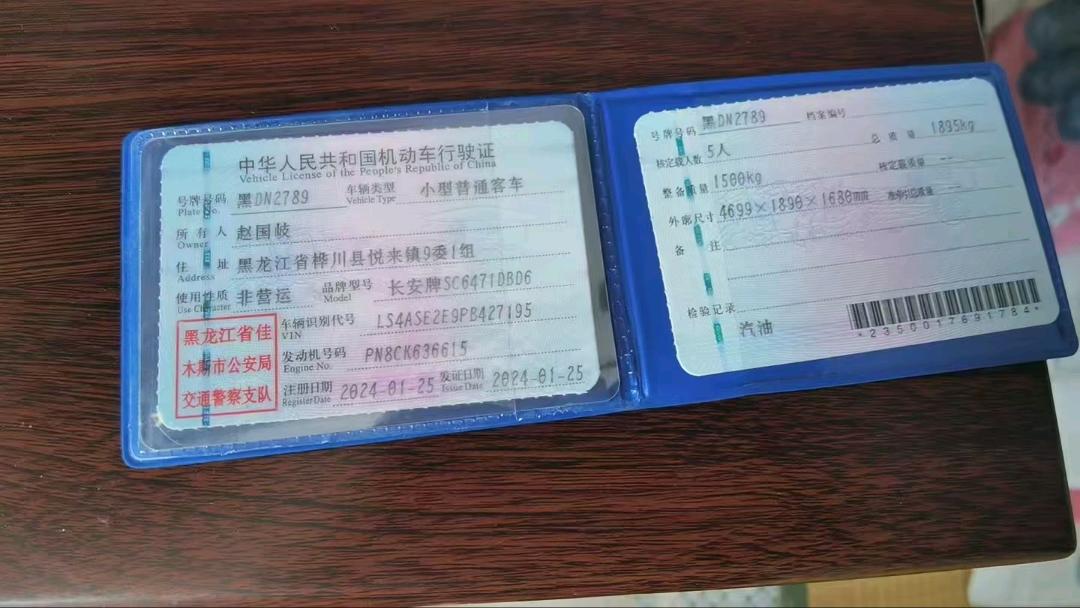 中华人民共和国机动车行驶证
Vehicle License of the People's Republic of China
号牌号码 黑DN2789 车辆类型 小型普通客车
Plate No. Vehicle Type
所有人 赵国岐
Owner
住址 黑龙江省桦川县悦来镇9委1组
Address
使用性质 非营运 品牌型号 长安牌SC6471DBD6
Use Character Model
黑龙江省佳
木斯市公安局
交通警察支队
车辆识别代号 LS4ASE2E9PB427195
VIN
发动机号码 PN8CK636615
Engine No.
注册日期 2024-01-25 发证日期 2024-01-25
Register Date Issue Date
号牌号码 黑DN2789 档案编号
核定载人数 5人 总质量 1895kg
整备质量 1500kg 核定载质量 --
外廓尺寸 4699×1890×1680mm 准牵引总质量 --
备注
检验记录
汽油
*2350017691784*